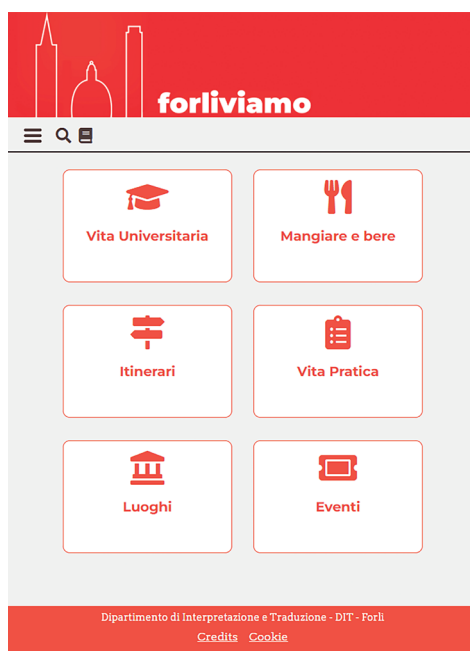 forliviamo
Vita Universitaria
Mangiare e bere
Itinerari
Vita Pratica
Luoghi
Eventi
Dipartimento di Interpretazione e Traduzione - DIT - Forlì
Credits Cookie